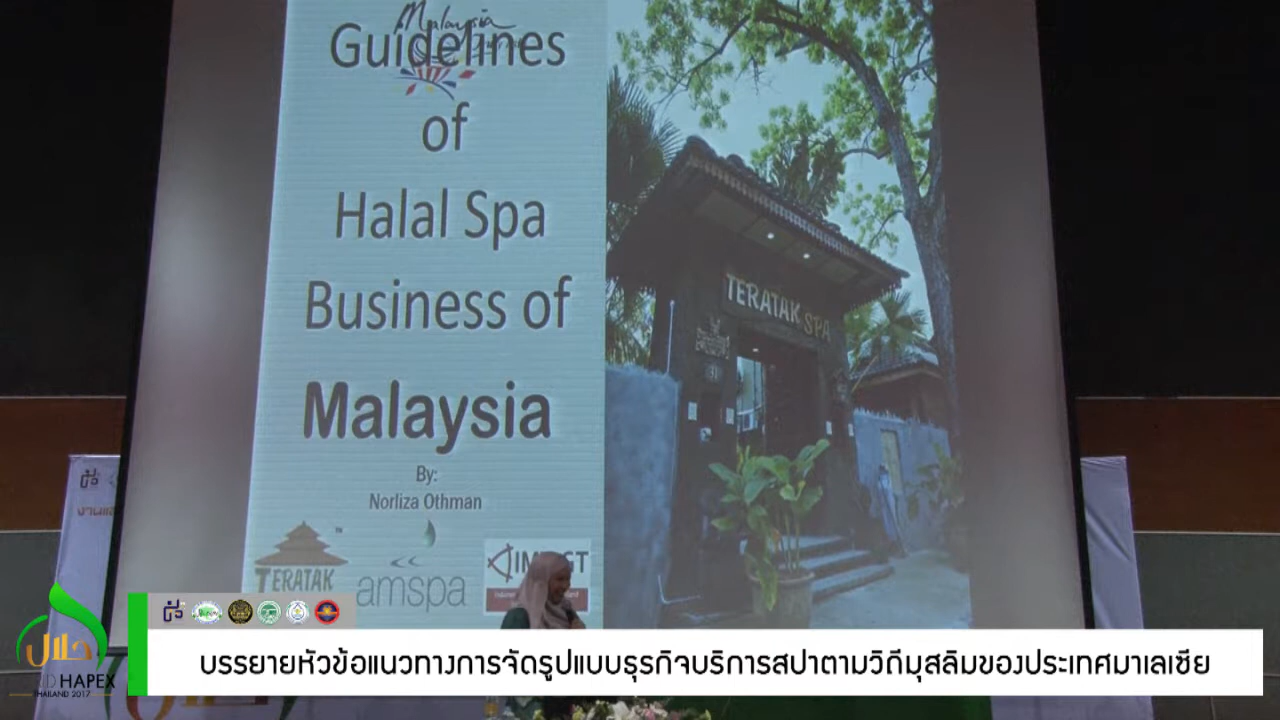 Malaysia
Guidelines
of
Halal Spa
Business of
Malaysia
By:
Norliza Othman
TERATAK
amspa
TERATAK SPA
31
حلال
HAPEX
THAILAND 2017
บรรยายหัวข้อแนวทางการจัดรูปแบบธุรกิจบริการสปาตามวิถีมุสลิมของประเทศมาเลเซีย